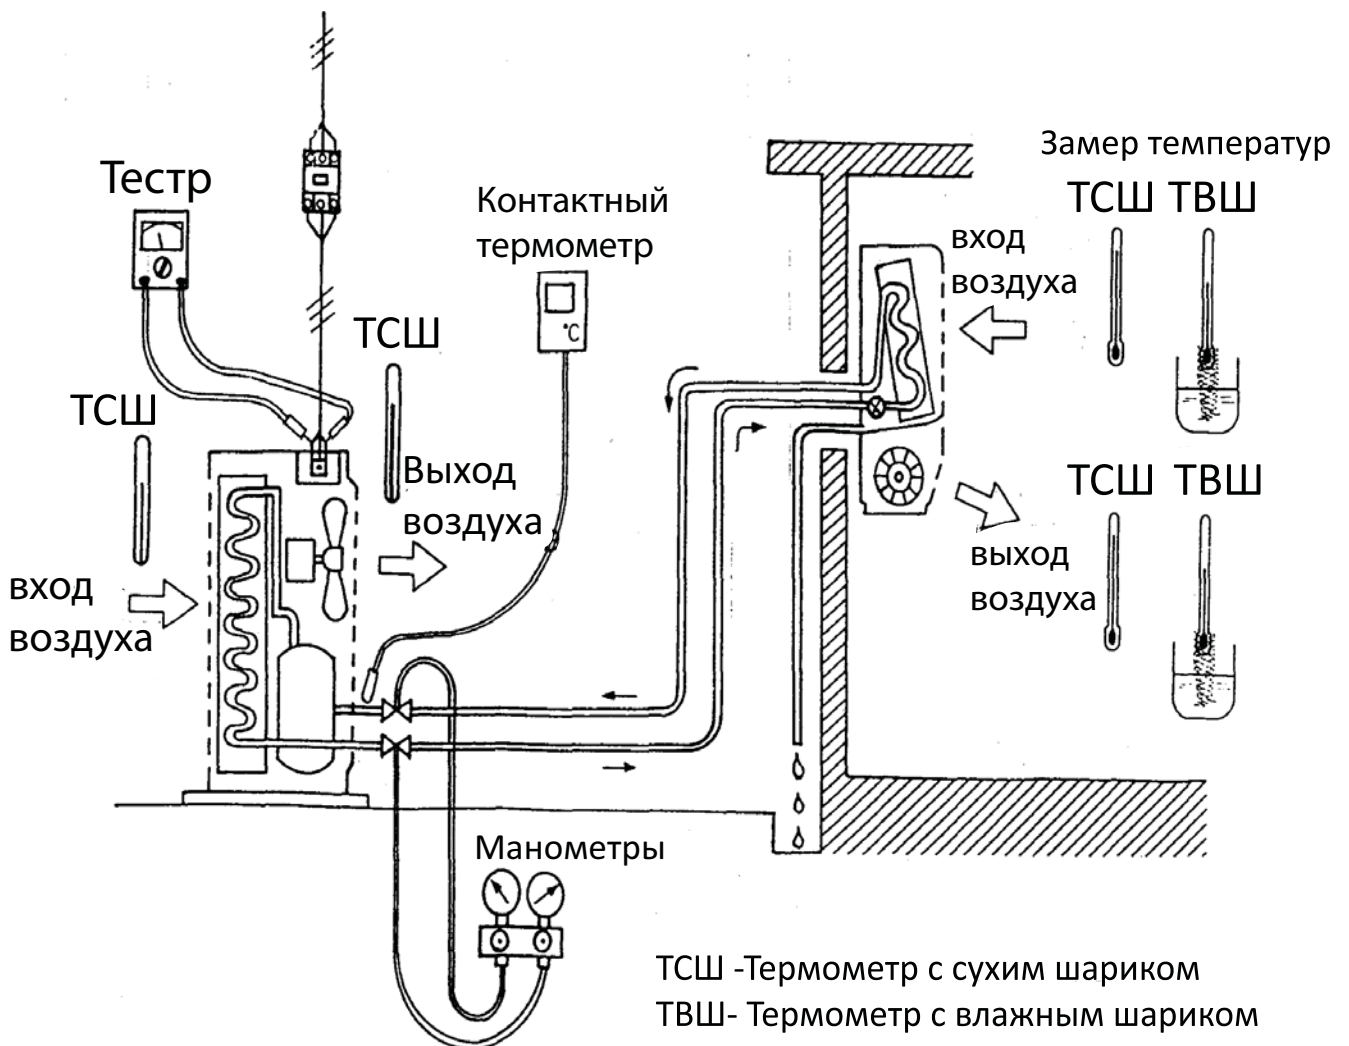 Замер температур
Тестр
ТСШ ТВШ
Контактный
термометр
вход
воздуха
°C
ТСШ
ТСШ
Выход
воздуха
ТСШ ТВШ
выход
воздуха
вход
воздуха
Манометры
ТСШ -Термометр с сухим шариком
ТВШ- Термометр с влажным шариком